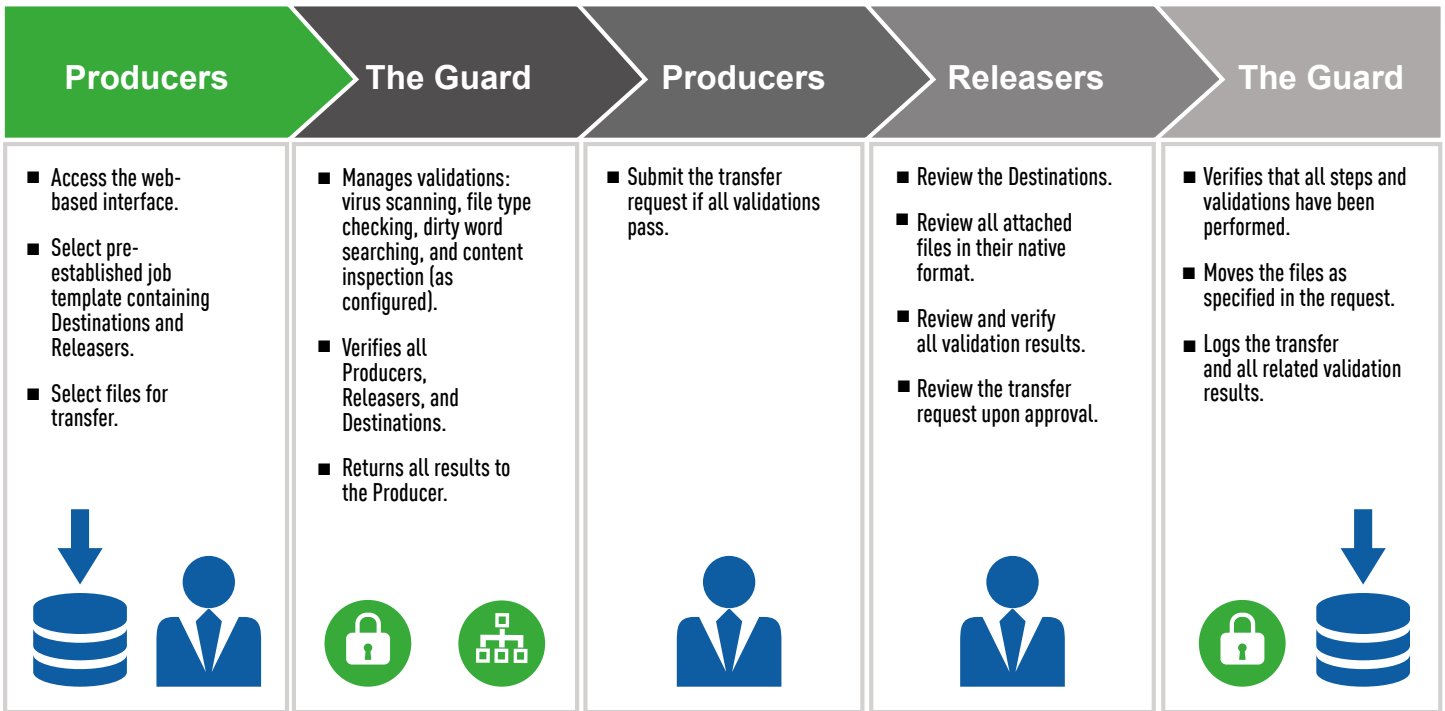 Producers
The Guard
Producers
Releasers
The Guard
■ Access the web-
based interface.
■ Select pre-
established job
template containing
Destinations and
Releasers.
■ Select files for
transfer.
■ Manages validations:
virus scanning, file type
checking, dirty word
searching, and content
inspection (as
configured).
■ Verifies all
Producers,
Releasers, and
Destinations.
■ Returns all results to
the Producer.
■ Submit the transfer
request if all validations
pass.
■ Review the Destinations.
■ Review all attached
files in their native
format.
■ Review and verify
all validation results.
■ Review the transfer
request upon approval.
■ Verifies that all steps and
validations have been
performed.
■ Moves the files as
specified in the request.
■ Logs the transfer
and all related validation
results.